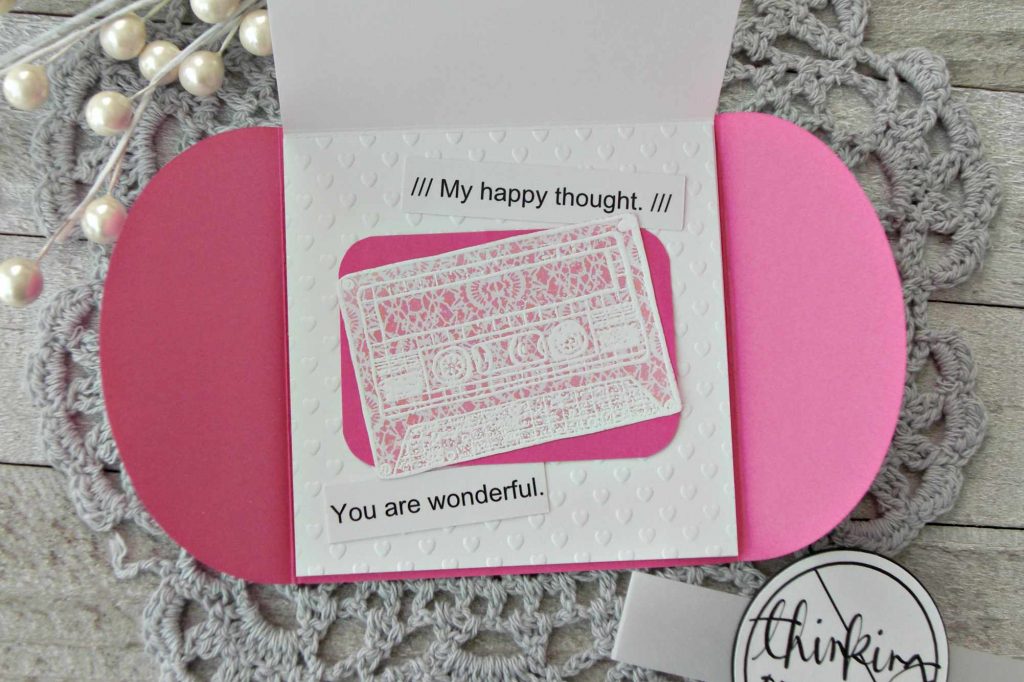 /// My happy thought. ///
You are wonderful.
thinking